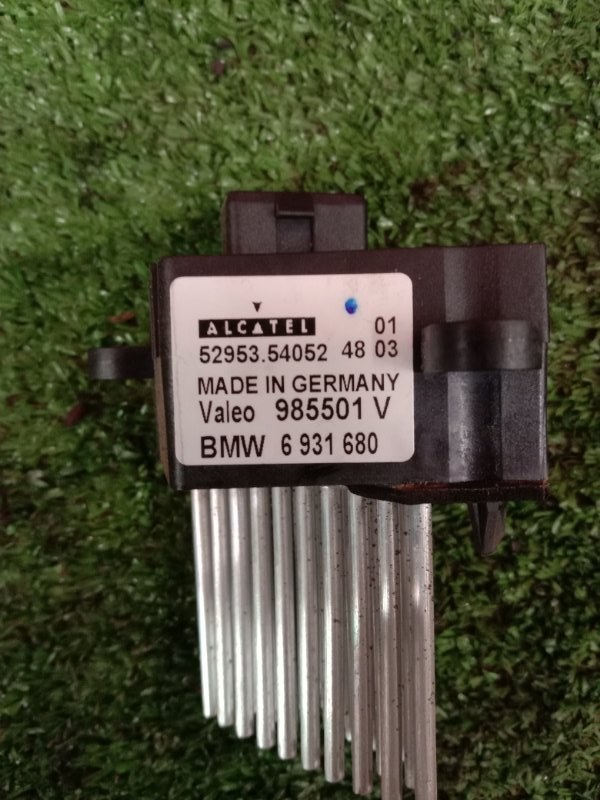 ALCATEL 01
52953.54052 48 03
MADE IN GERMANY
Valeo 985501 V
BMW 6 931 680